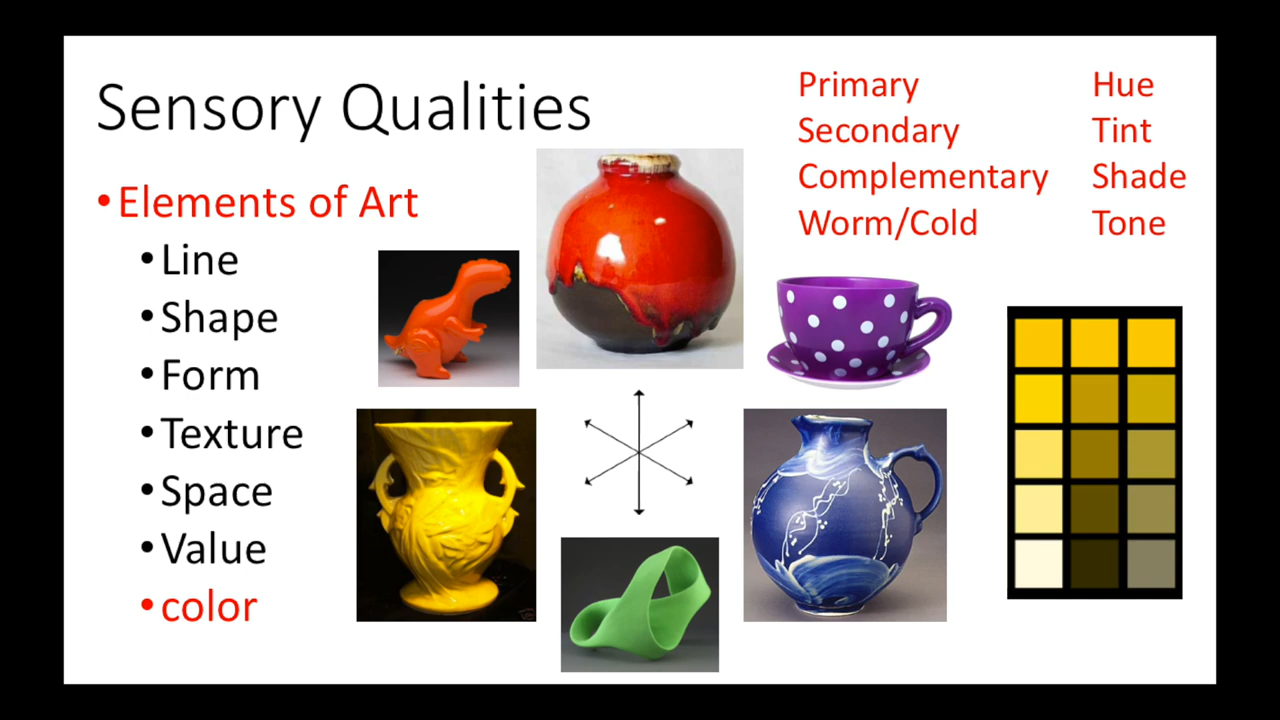 Sensory Qualities
•Elements of Art
•Line
•Shape
•Form
•Texture
•Space
•Value
•color
Primary
Secondary
Complementary
Worm/Cold
Hue
Tint
Shade
Tone